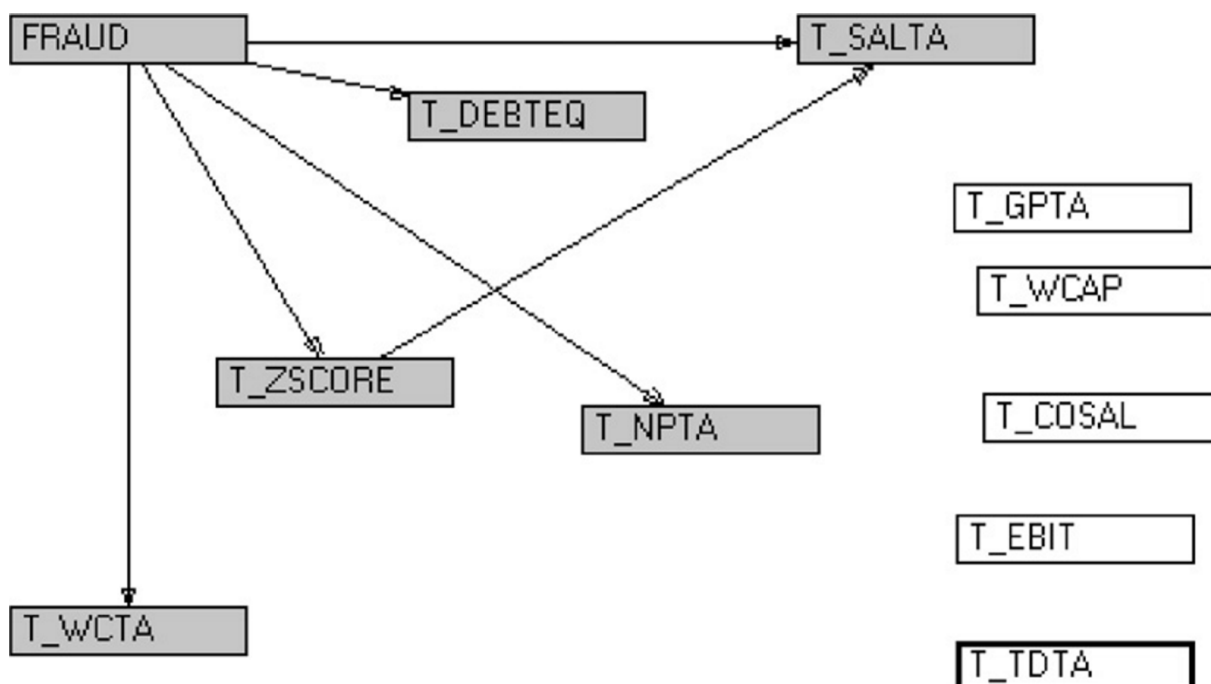 FRAUD
T_SALTA
T_DEBTEQ
T_GPTA
T_WCAP
T_ZSCORE
T_NPTA
T_COSAL
T_EBIT
T_WCTA
T_TDTA